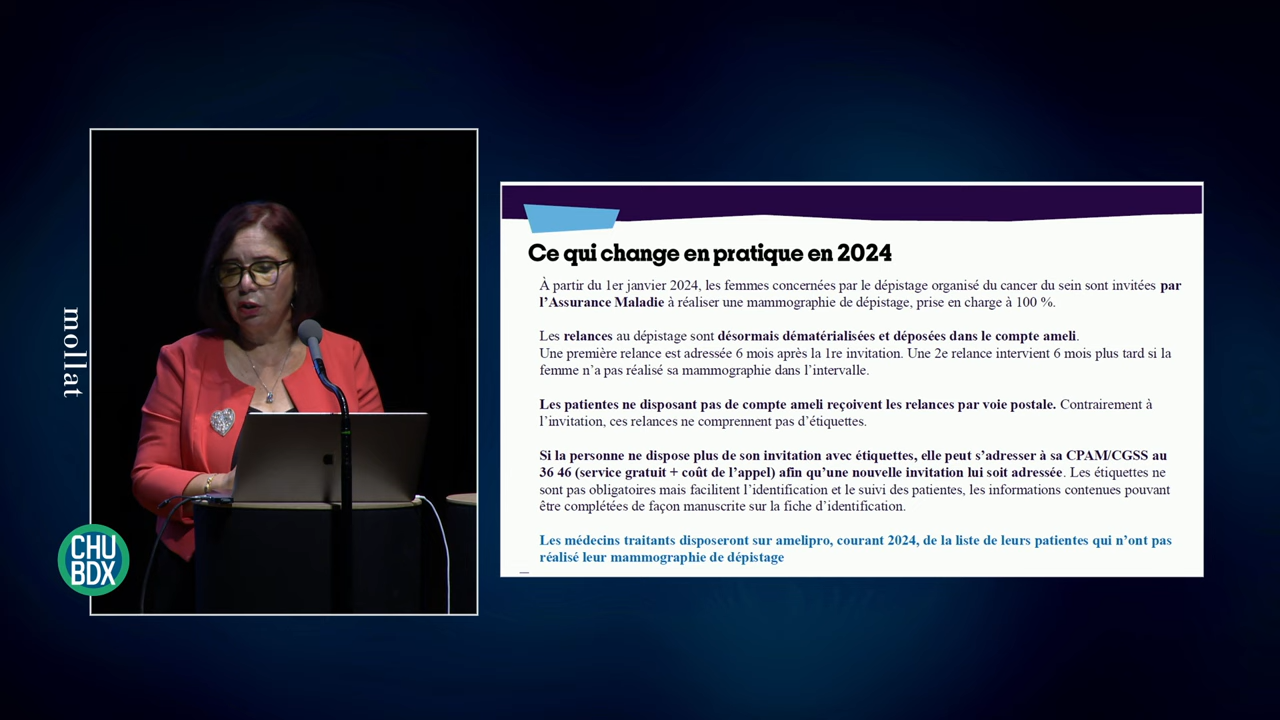 mollat
CHU
BDX
Ce qui change en pratique en 2024
À partir du 1er janvier 2024, les femmes concernées par le dépistage organisé du cancer du sein sont invitées par
l’Assurance Maladie à réaliser une mammographie de dépistage, prise en charge à 100 %.
Les relances au dépistage sont désormais dématérialisées et déposées dans le compte ameli.
Une première relance est adressée 6 mois après la 1re invitation. Une 2e relance intervient 6 mois plus tard si la
femme n’a pas réalisé sa mammographie dans l’intervalle.
Les patientes ne disposant pas de compte ameli reçoivent les relances par voie postale. Contrairement à
l’invitation, ces relances ne comprennent pas d’étiquettes.
Si la personne ne dispose plus de son invitation avec étiquettes, elle peut s’adresser à sa CPAM/CGSS au
36 46 (service gratuit + coût de l’appel) afin qu’une nouvelle invitation lui soit adressée. Les étiquettes ne
sont pas obligatoires mais facilitent l’identification et le suivi des patientes, les informations contenues pouvant
être complétées de façon manuscrite sur la fiche d’identification.
Les médecins traitants disposeront sur amelipro, courant 2024, de la liste de leurs patientes qui n’ont pas
réalisé leur mammographie de dépistage